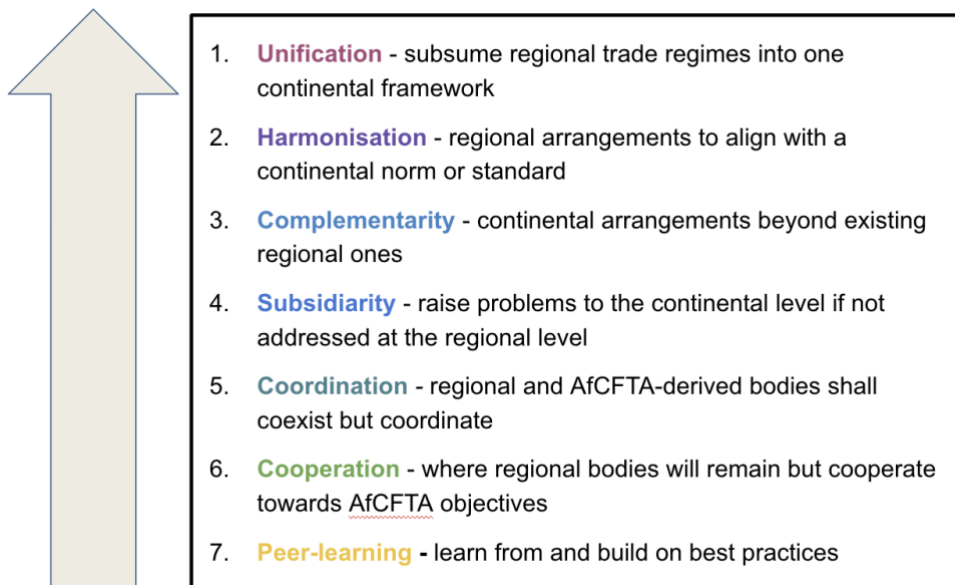 1. Unification - subsume regional trade regimes into one
continental framework
2. Harmonisation - regional arrangements to align with a
continental norm or standard
3. Complementarity - continental arrangements beyond existing
regional ones
4. Subsidiarity - raise problems to the continental level if not
addressed at the regional level
5. Coordination - regional and AfCFTA-derived bodies shall
coexist but coordinate
6. Cooperation - where regional bodies will remain but cooperate
towards AfCFTA objectives
7. Peer-learning - learn from and build on best practices